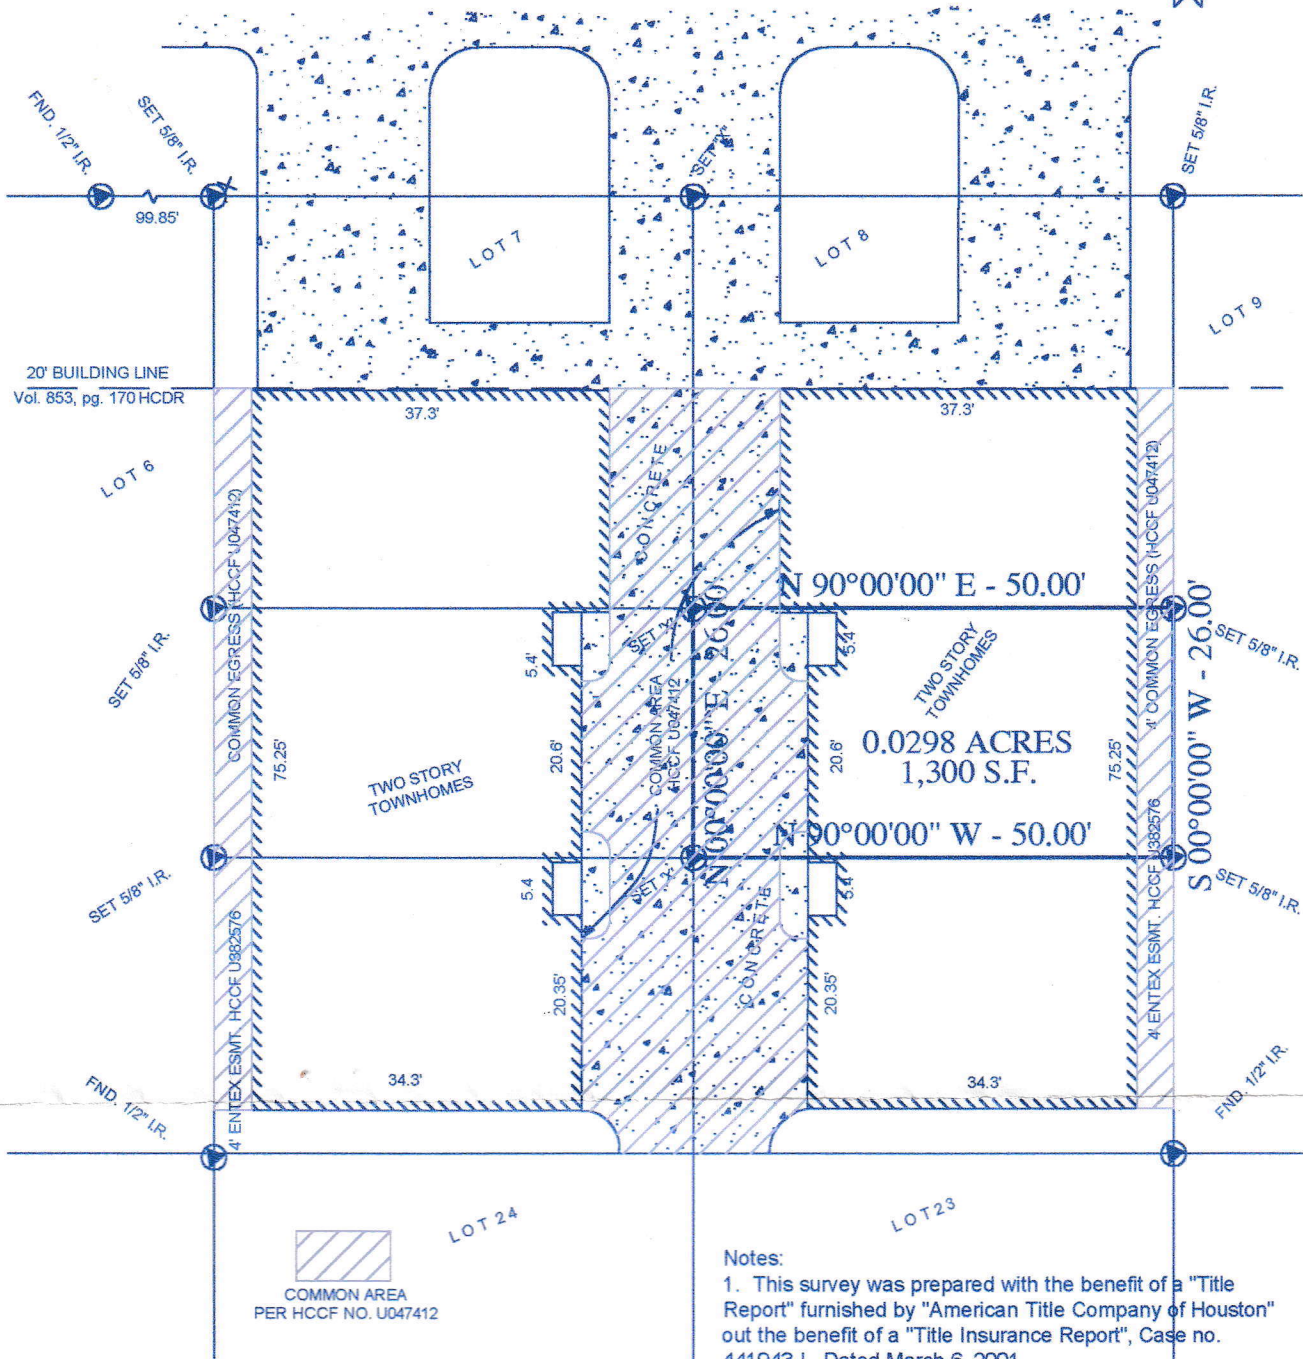 FND. 1/2" I.R.
SET 5/8" I.R.
SET "X"
SET 5/8" I.R.
99.85'
LOT 7
LOT 8
LOT 9
20' BUILDING LINE
Vol. 853, pg. 170 HCDR
37.3'
37.3'
LOT 6
CONCRETE
COMMON EGRESS (HCCF U047412)
4' COMMON EGRESS (HCCF U047412)
N 90°00'00" E - 50.00'
SET 5/8" I.R.
SET "X"
5.4'
5.4'
TWO STORY
TOWNHOMES
SET 5/8" I.R.
COMMON AREA
HCCF U047412
N 00°00'00" E - 26.00'
S 00°00'00" W - 26.00'
75.25'
20.6'
20.6'
0.0298 ACRES
1,300 S.F.
75.25'
TWO STORY
TOWNHOMES
N 90°00'00" W - 50.00'
SET 5/8" I.R.
5.4
SET "X"
5.4
SET 5/8" I.R.
4' ENTEX ESMT. HCCF U382576
CONCRETE
4' ENTEX ESMT. HCCF U382576
20.35'
20.35'
34.3'
34.3'
FND. 1/2" I.R.
FND. 1/2" I.R.
LOT 24
LOT 23
COMMON AREA
PER HCCF NO. U047412
Notes:
1. This survey was prepared with the benefit of a "Title
Report" furnished by "American Title Company of Houston"
out the benefit of a "Title Insurance Report", Case no.
Dated March 6, 2001